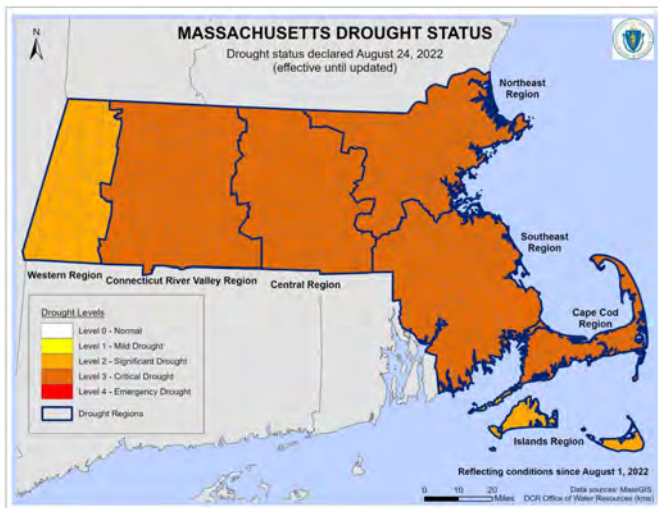 MASSACHUSETTS DROUGHT STATUS
Drought status declared August 24, 2022
(effective until updated)
N
Northeast
Region
Southeast
Region
Cape Cod
Region
Western Region
Connecticut River Valley Region
Central Region
Islands Region
Drought Levels
Level 0 - Normal
Level 1 - Mild Drought
Level 2 - Significant Drought
Level 3 - Critical Drought
Level 4 - Emergency Drought
Drought Regions
Reflecting conditions since August 1, 2022
0 10 20
Miles
Data sources: MassGIS
DCR Office of Water Resources (kma)